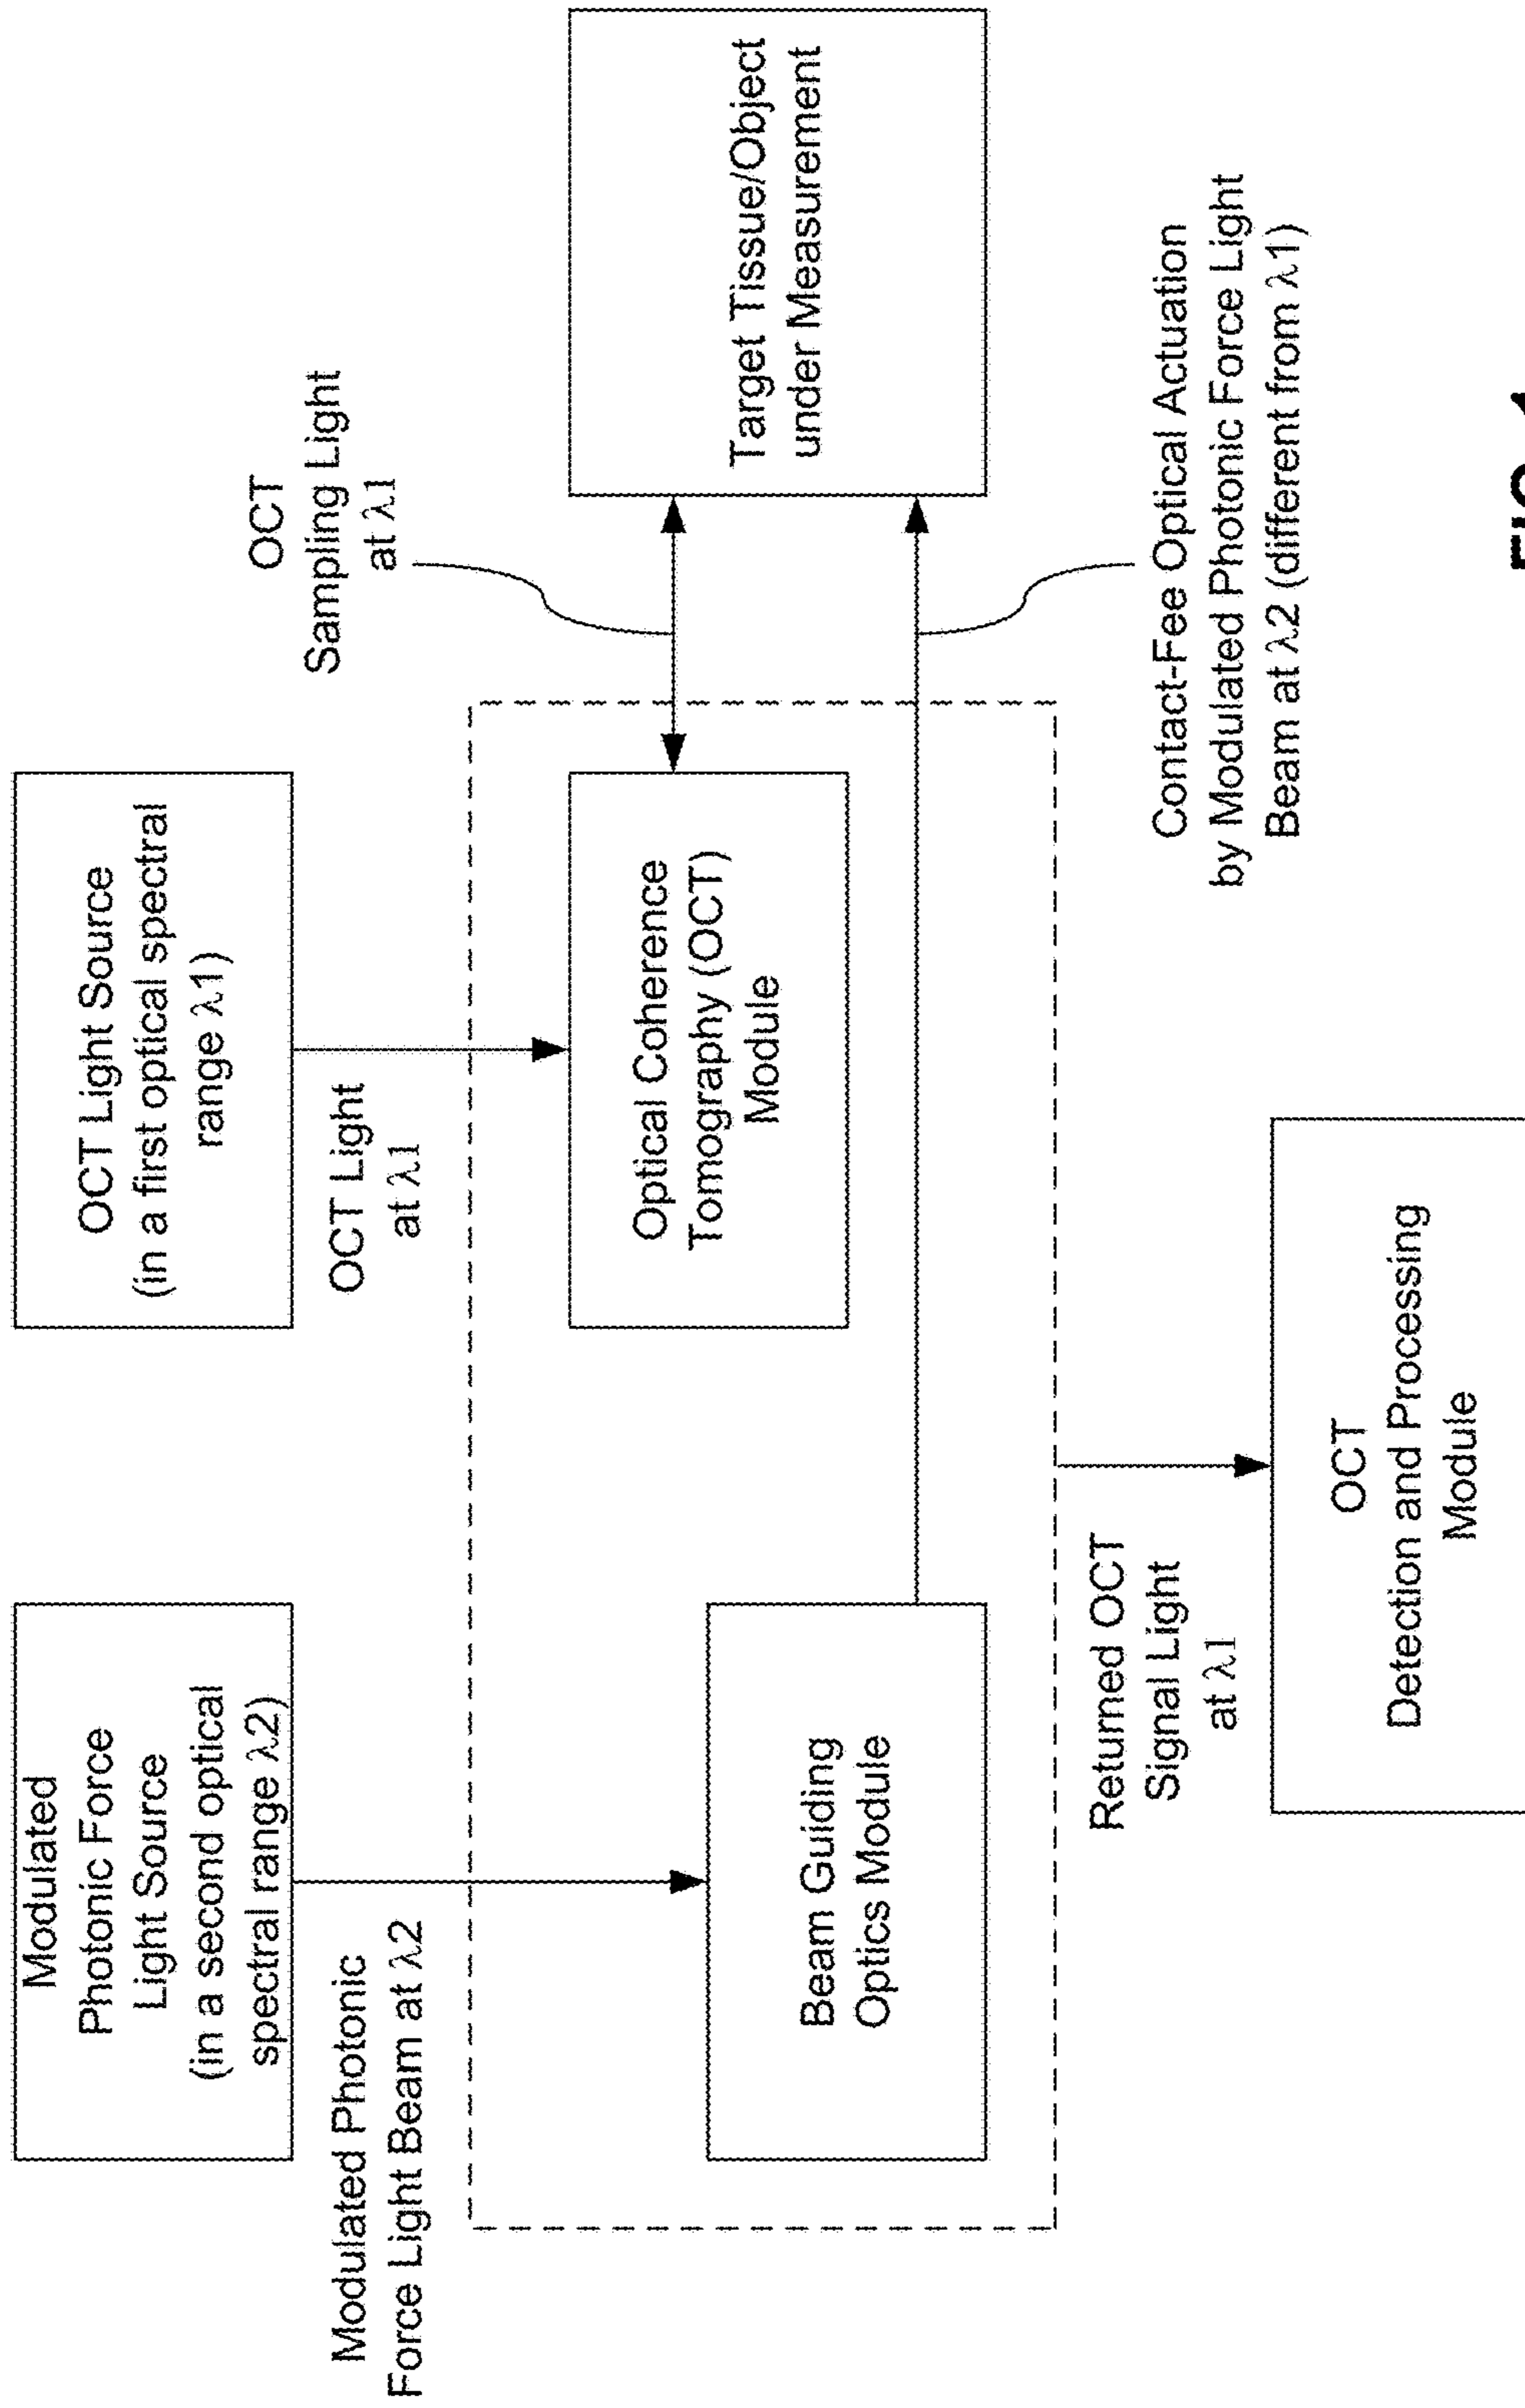 Modulated
Photonic Force
Light Source
(in a second optical
spectral range λ2)
OCT Light Source
(in a first optical spectral
range λ1)
Modulated Photonic
Force Light Beam at λ2
OCT Light
at λ1
OCT
Sampling Light
at λ1
Beam Guiding
Optics Module
Optical Coherence
Tomography (OCT)
Module
Target Tissue/Object
under Measurement
Returned OCT
Signal Light
at λ1
Contact-Fee Optical Actuation
by Modulated Photonic Force Light
Beam at λ2 (different from λ1)
OCT
Detection and Processing
Module